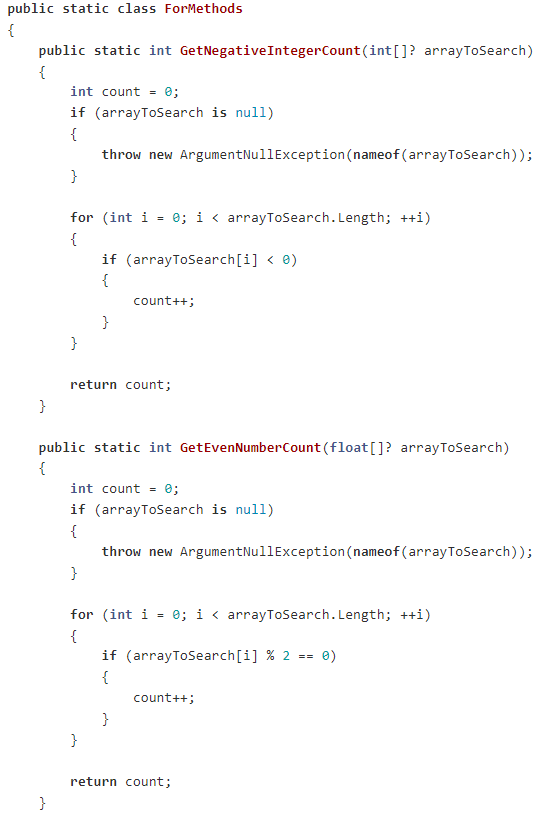 public static class ForMethods
{
    public static int GetNegativeIntegerCount(int[]? arrayToSearch)
    {
        int count = 0;
        if (arrayToSearch is null)
        {
            throw new ArgumentNullException(nameof(arrayToSearch));
        }

        for (int i = 0; i < arrayToSearch.Length; ++i)
        {
            if (arrayToSearch[i] < 0)
            {
                count++;
            }
        }

        return count;
    }

    public static int GetEvenNumberCount(float[]? arrayToSearch)
    {
        int count = 0;
        if (arrayToSearch is null)
        {
            throw new ArgumentNullException(nameof(arrayToSearch));
        }

        for (int i = 0; i < arrayToSearch.Length; ++i)
        {
            if (arrayToSearch[i] % 2 == 0)
            {
                count++;
            }
        }

        return count;
    }